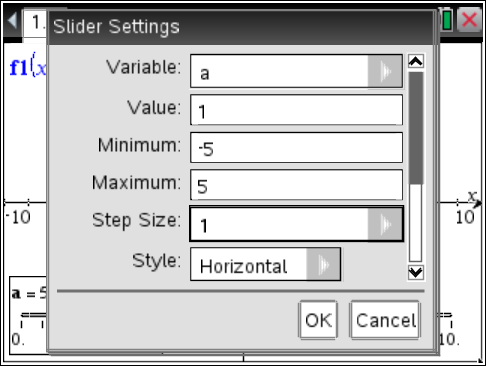 Slider Settings
1.
f1(x
Variable: a
Value: 1
Minimum: -5
Maximum: 5
Step Size: 1
Style: Horizontal
-10
x
10
a = 5
0.
10.
OK Cancel